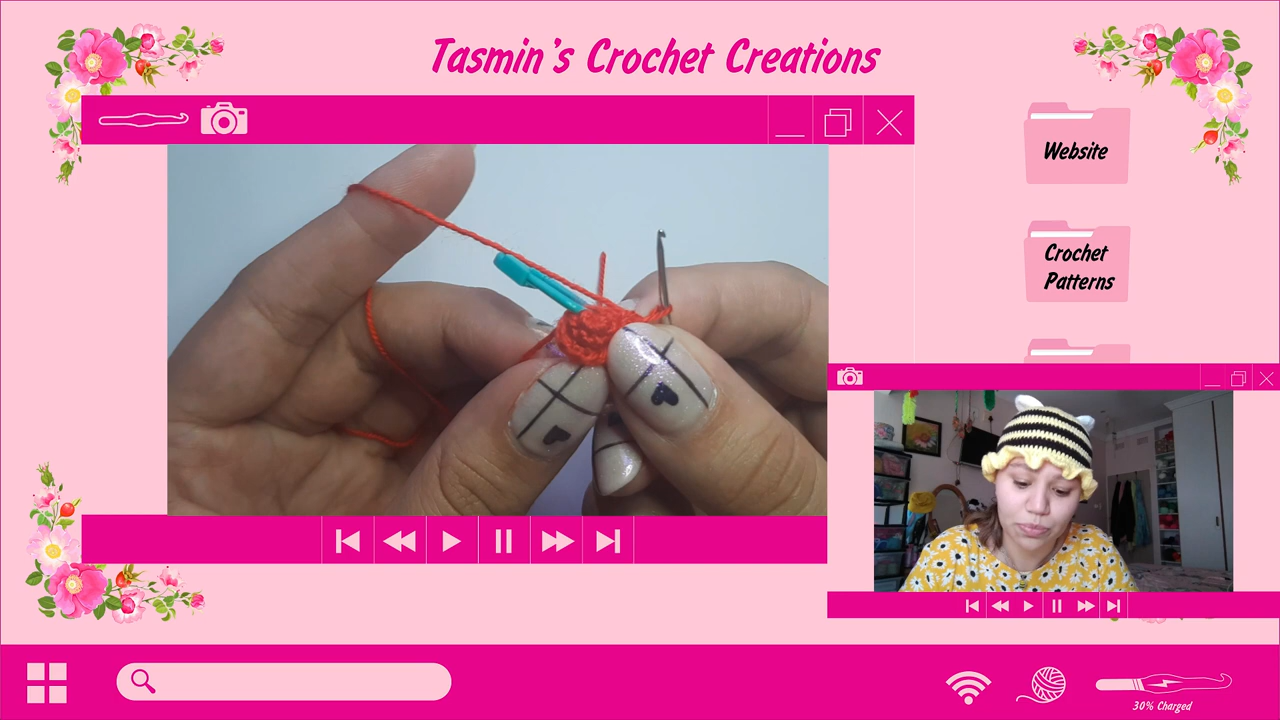 Tasmin's Crochet Creations
Website
Crochet
Patterns
30% Charged